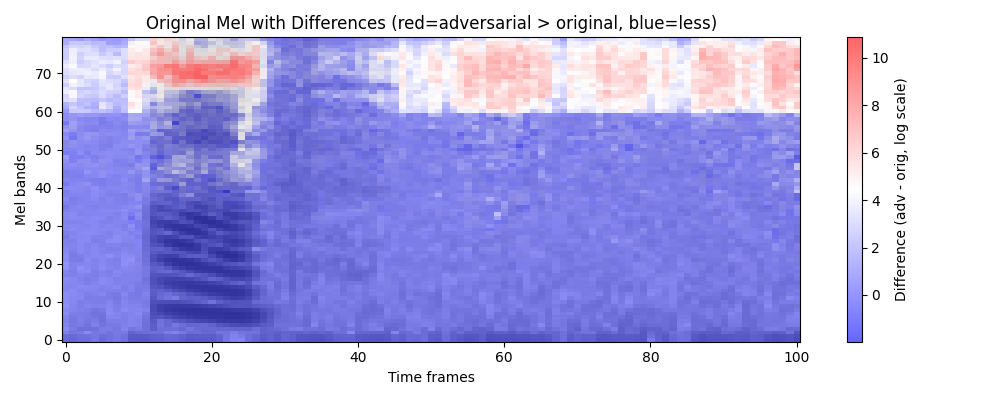 Original Mel with Differences (red=adversarial > original, blue=less)
Mel bands
70
60
50
40
30
20
10
0
0 20 40 60 80 100
Time frames
10
8
6
4
2
0
Difference (adv - orig, log scale)